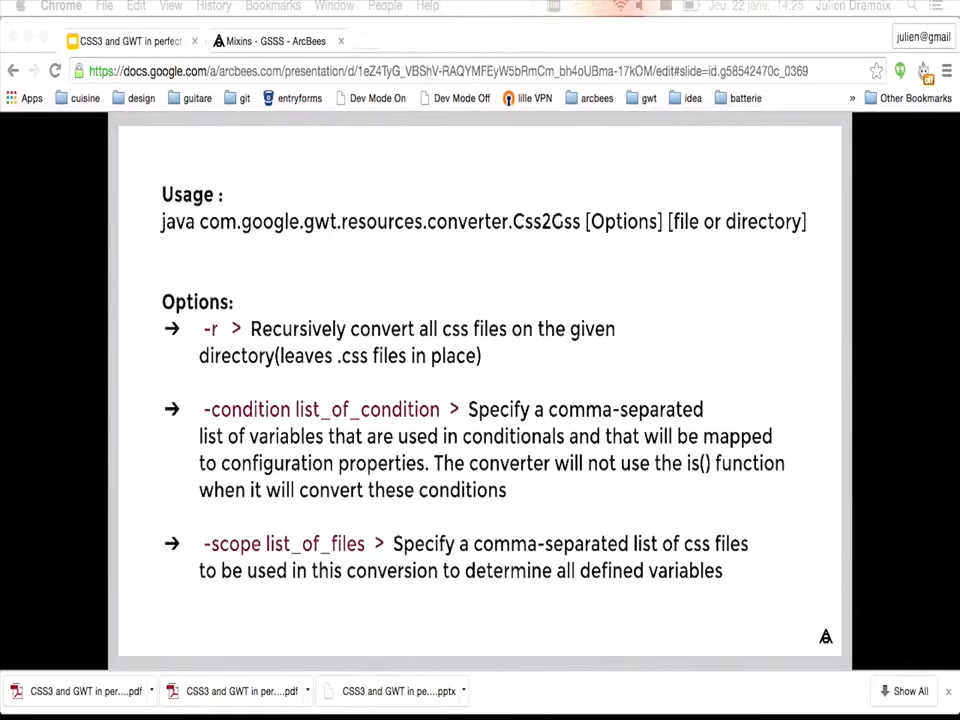 Chrome File Edit View History Bookmarks Window People Help Jeu. 22 janv. 14:25 Julien Dramaix
CSS3 and GWT in perfect × Mixins - GSSS - ArcBees × julien@gmail
https://docs.google.com/a/arcbees.com/presentation/d/1eZ4TyG_VBShV-RAQYMFEyW5bRmCm_bh4oUBma-17kOM/edit#slide=id.g58542470c_0369
Apps cuisine design guitare git entryforms Dev Mode On Dev Mode Off lille VPN arcbees gwt idea batterie » Other Bookmarks
Usage :
java com.google.gwt.resources.converter.Css2Gss [Options] [file or directory]
Options:
→ -r > Recursively convert all css files on the given
directory(leaves .css files in place)
→ -condition list_of_condition > Specify a comma-separated
list of variables that are used in conditionals and that will be mapped
to configuration properties. The converter will not use the is() function
when it will convert these conditions
→ -scope list_of_files > Specify a comma-separated list of css files
to be used in this conversion to determine all defined variables
CSS3 and GWT in per....pdf CSS3 and GWT in per....pdf CSS3 and GWT in pe....pptx Show All ×